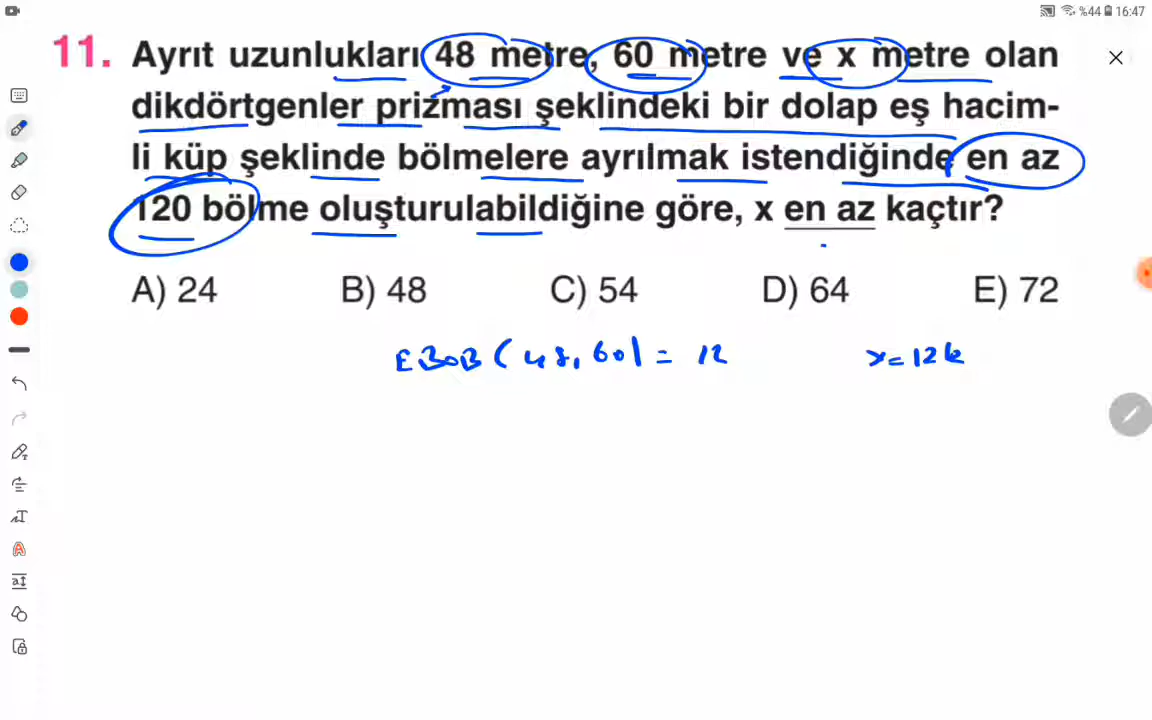 %44 16:47
11. Ayrıt uzunlukları 48 metre, 60 metre ve x metre olan
dikdörtgenler prizması şeklindeki bir dolap eş hacim-
li küp şeklinde bölmelere ayrılmak istendiğinde en az
120 bölme oluşturulabildiğine göre, x en az kaçtır?
A) 24 B) 48 C) 54 D) 64 E) 72
EBOB (48, 60) = 12 x = 12k